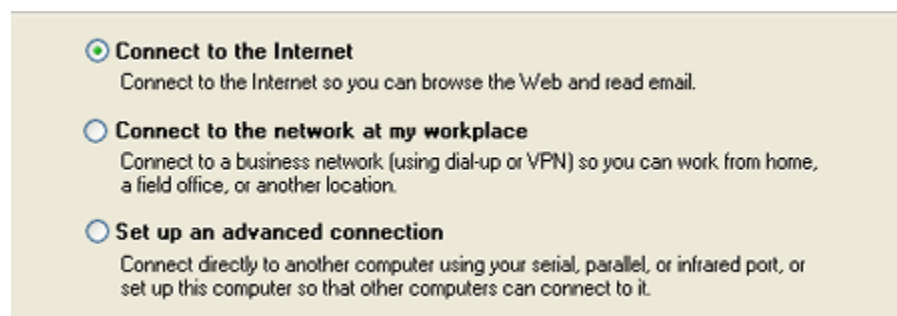 Connect to the Internet
Connect to the Internet so you can browse the Web and read email.
Connect to the network at my workplace
Connect to a business network (using dial-up or VPN) so you can work from home,
a field office, or another location.
Set up an advanced connection
Connect directly to another computer using your serial, parallel, or infrared port, or
set up this computer so that other computers can connect to it.